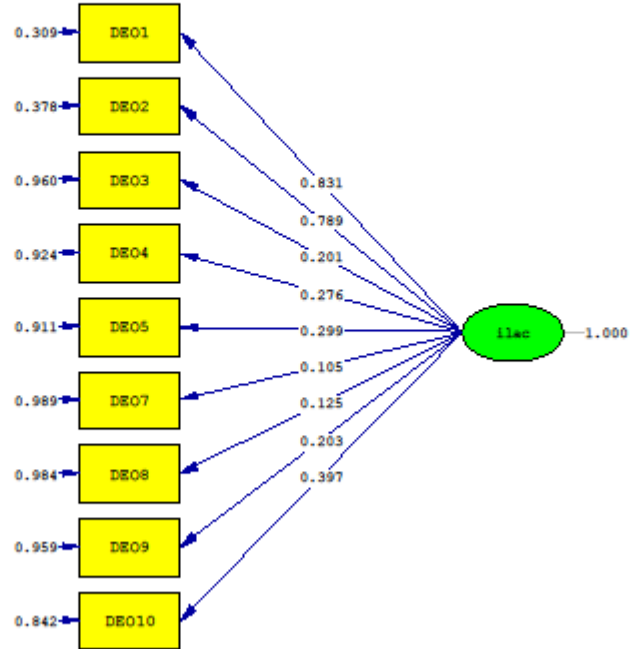 0.309 DEO1
0.378 DEO2
0.831
0.960 DEO3
0.789
0.201
0.924 DEO4
0.276
0.911 DEO5
0.299
ilac
1.000
0.105
0.989 DEO7
0.125
0.203
0.984 DEO8
0.397
0.959 DEO9
0.842 DEO10